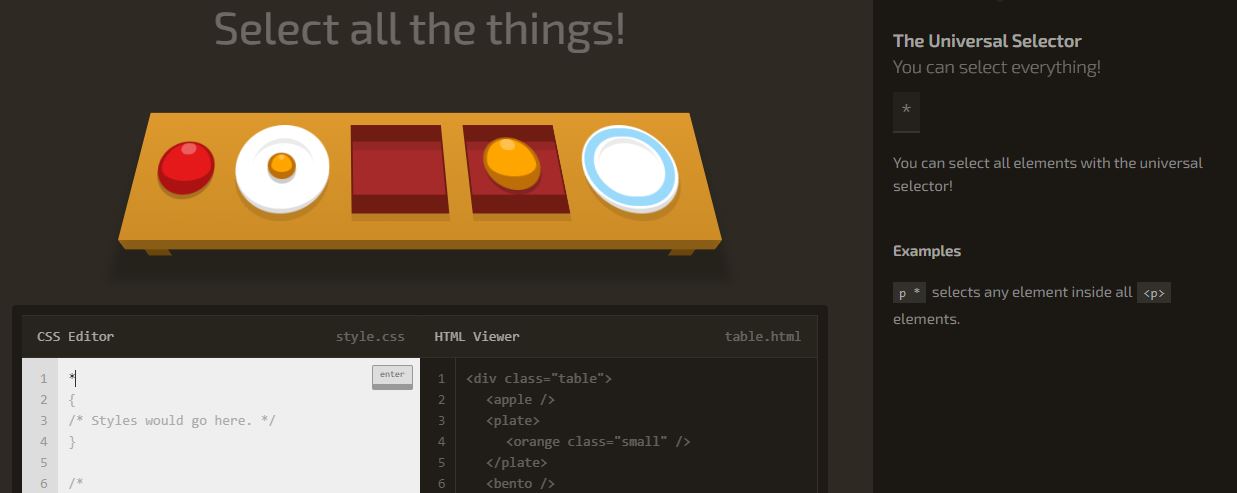 Select all the things!
The Universal Selector
You can select everything!
*
You can select all elements with the universal
selector!
Examples
p * selects any element inside all <p>
elements.
CSS Editor style.css
HTML Viewer table.html
enter
1 *
2 {
3 /* Styles would go here. */
4 }
5
6 /*
1 <div class="table">
2 <apple />
3 <plate>
4 <orange class="small" />
5 </plate>
6 <bento />